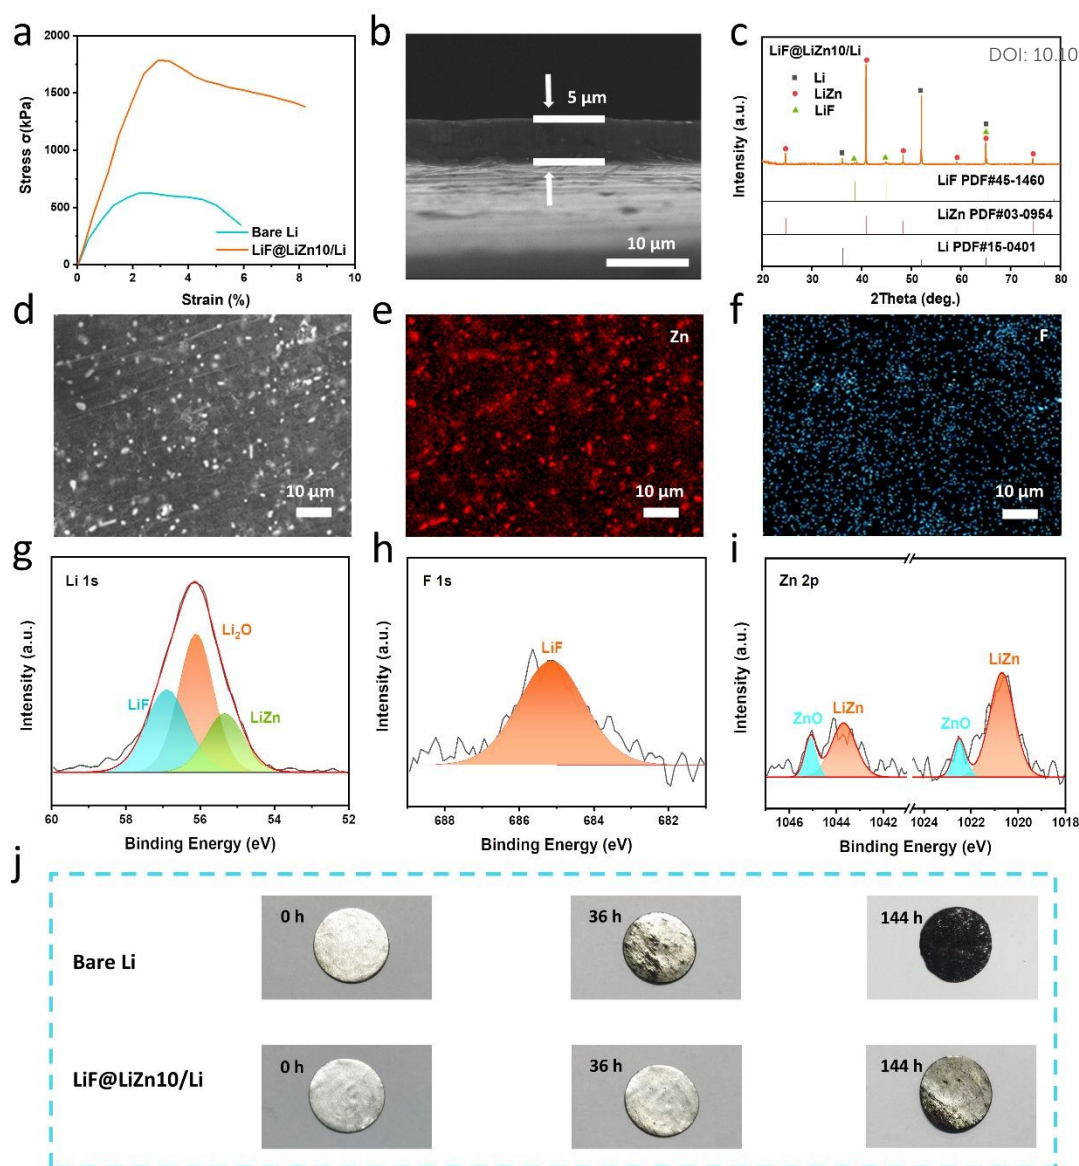 a
2000
1500
1000
500
0
Stress σ(kPa)
Bare Li
LiF@LiZn10/Li
0 2 4 6 8 10
Strain (%)
b
5 μm
10 μm
c
DOI: 10.10
LiF@LiZn10/Li
Li
LiZn
LiF
Intensity (a.u.)
LiF PDF#45-1460
LiZn PDF#03-0954
Li PDF#15-0401
20 30 40 50 60 70 80
2Theta (deg.)
d
10 μm
e
Zn
10 μm
f
F
10 μm
g
Li 1s
Li₂O
LiF
LiZn
Intensity (a.u.)
60 58 56 54 52
Binding Energy (eV)
h
F 1s
LiF
Intensity (a.u.)
688 686 684 682
Binding Energy (eV)
i
Zn 2p
LiZn
ZnO
LiZn
ZnO
Intensity (a.u.)
1046 1044 1042 1024 1022 1020 1018
Binding Energy (eV)
j
Bare Li
0 h
36 h
144 h
LiF@LiZn10/Li
0 h
36 h
144 h